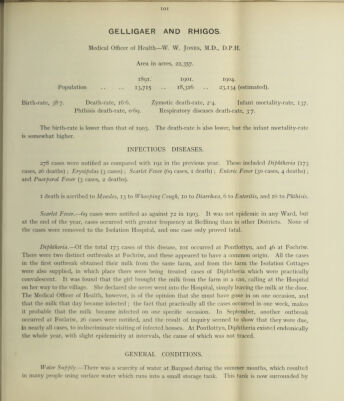 101
GELLIGAER AND RHIGOS.
Medical Officer of Health—W. W. JONES, M.D., D.P.H.
Area in acres, 22,357.
1891. 1901. 1904.
Population .. .. 13,715 .. 18,326 .. 23,154 (estimated).
Birth-rate, 38·7. Death-rate, 16·6. Zymotic death-rate, 2·4. Infant mortality-rate, 137.
Phthisis death-rate, 0·69. Respiratory diseases death-rate, 3·7.
The birth-rate is lower than that of 1903. The death-rate is also lower, but the infant mortality-rate
is somewhat higher.
INFECTIOUS DISEASES.
278 cases were notified as compared with 192 in the previous year. These included Diphtheria (173
cases, 26 deaths) ; Erysipelas (3 cases) ; Scarlet Fever (69 cases, 1 death) ; Enteric Fever (30 cases, 4 deaths) ;
and Puerperal Fever (3 cases, 2 deaths).
1 death is ascribed to Measles, 13 to Whooping Cough, 10 to Diarrhœa, 6 to Enteritis, and 16 to Phthisis.
Scarlet Fever.—69 cases were notified as against 72 in 1903. It was not epidemic in any Ward, but
at the end of the year, cases occurred with greater frequency at Bedlinog than in other Districts. None of
the cases were removed to the Isolation Hospital, and one case only proved fatal.
Diphtheria.—Of the total 173 cases of this disease, 101 occurred at Pontlottyn, and 46 at Fochriw.
There were two distinct outbreaks at Fochriw, and these appeared to have a common origin. All the cases
in the first outbreak obtained their milk from the same farm, and from this farm the Isolation Cottages
were also supplied, in which place there were being treated cases of Diphtheria which were practically
convalescent. It was found that the girl brought the milk from the farm in a can, calling at the Hospital
on her way to the village. She declared she never went into the Hospital, simply leaving the milk at the door.
The Medical Officer of Health, however, is of the opinion that she must have gone in on one occasion, and
that the milk that day became infected ; the fact that practically all the cases occurred in one week, makes
it probable that the milk became infected on one specific occasion. In September, another outbreak
occurred at Fochriw, 26 cases were notified, and the result of inquiry seemed to show that they were due,
in nearly all cases, to indiscriminate visiting of infected houses. At Pontlottyn, Diphtheria existed endemically
the whole year, with slight epidemicity at intervals, the cause of which was not traced.
GENERAL CONDITIONS.
Water Supply.—There was a scarcity of water at Bargoed during the summer months, which resulted
in many people using surface water which runs into a small storage tank. This tank is now surrounded by